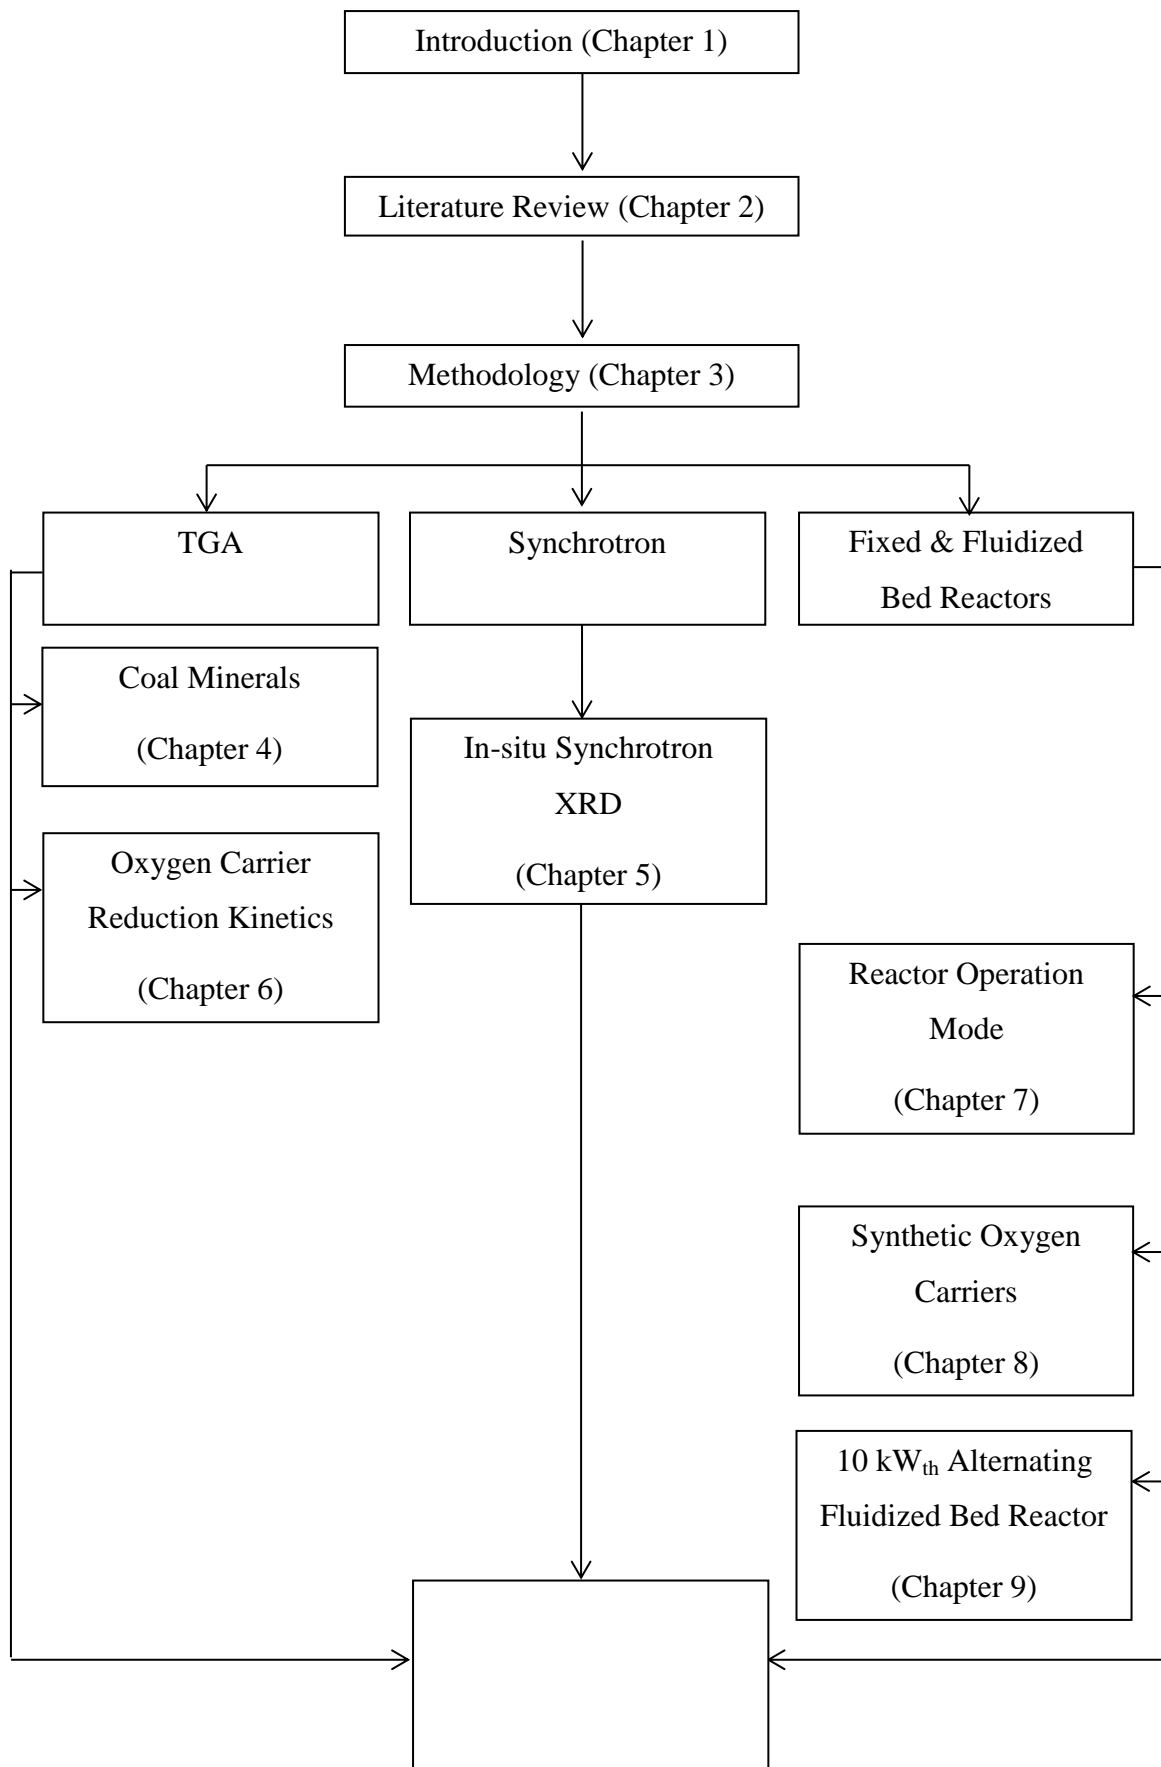 Introduction (Chapter 1)
Literature Review (Chapter 2)
Methodology (Chapter 3)
TGA
Synchrotron
Fixed & Fluidized
Bed Reactors
Coal Minerals
(Chapter 4)
In-situ Synchrotron
XRD
(Chapter 5)
Oxygen Carrier
Reduction Kinetics
(Chapter 6)
Reactor Operation
Mode
(Chapter 7)
Synthetic Oxygen
Carriers
(Chapter 8)
10 kWth Alternating
Fluidized Bed Reactor
(Chapter 9)